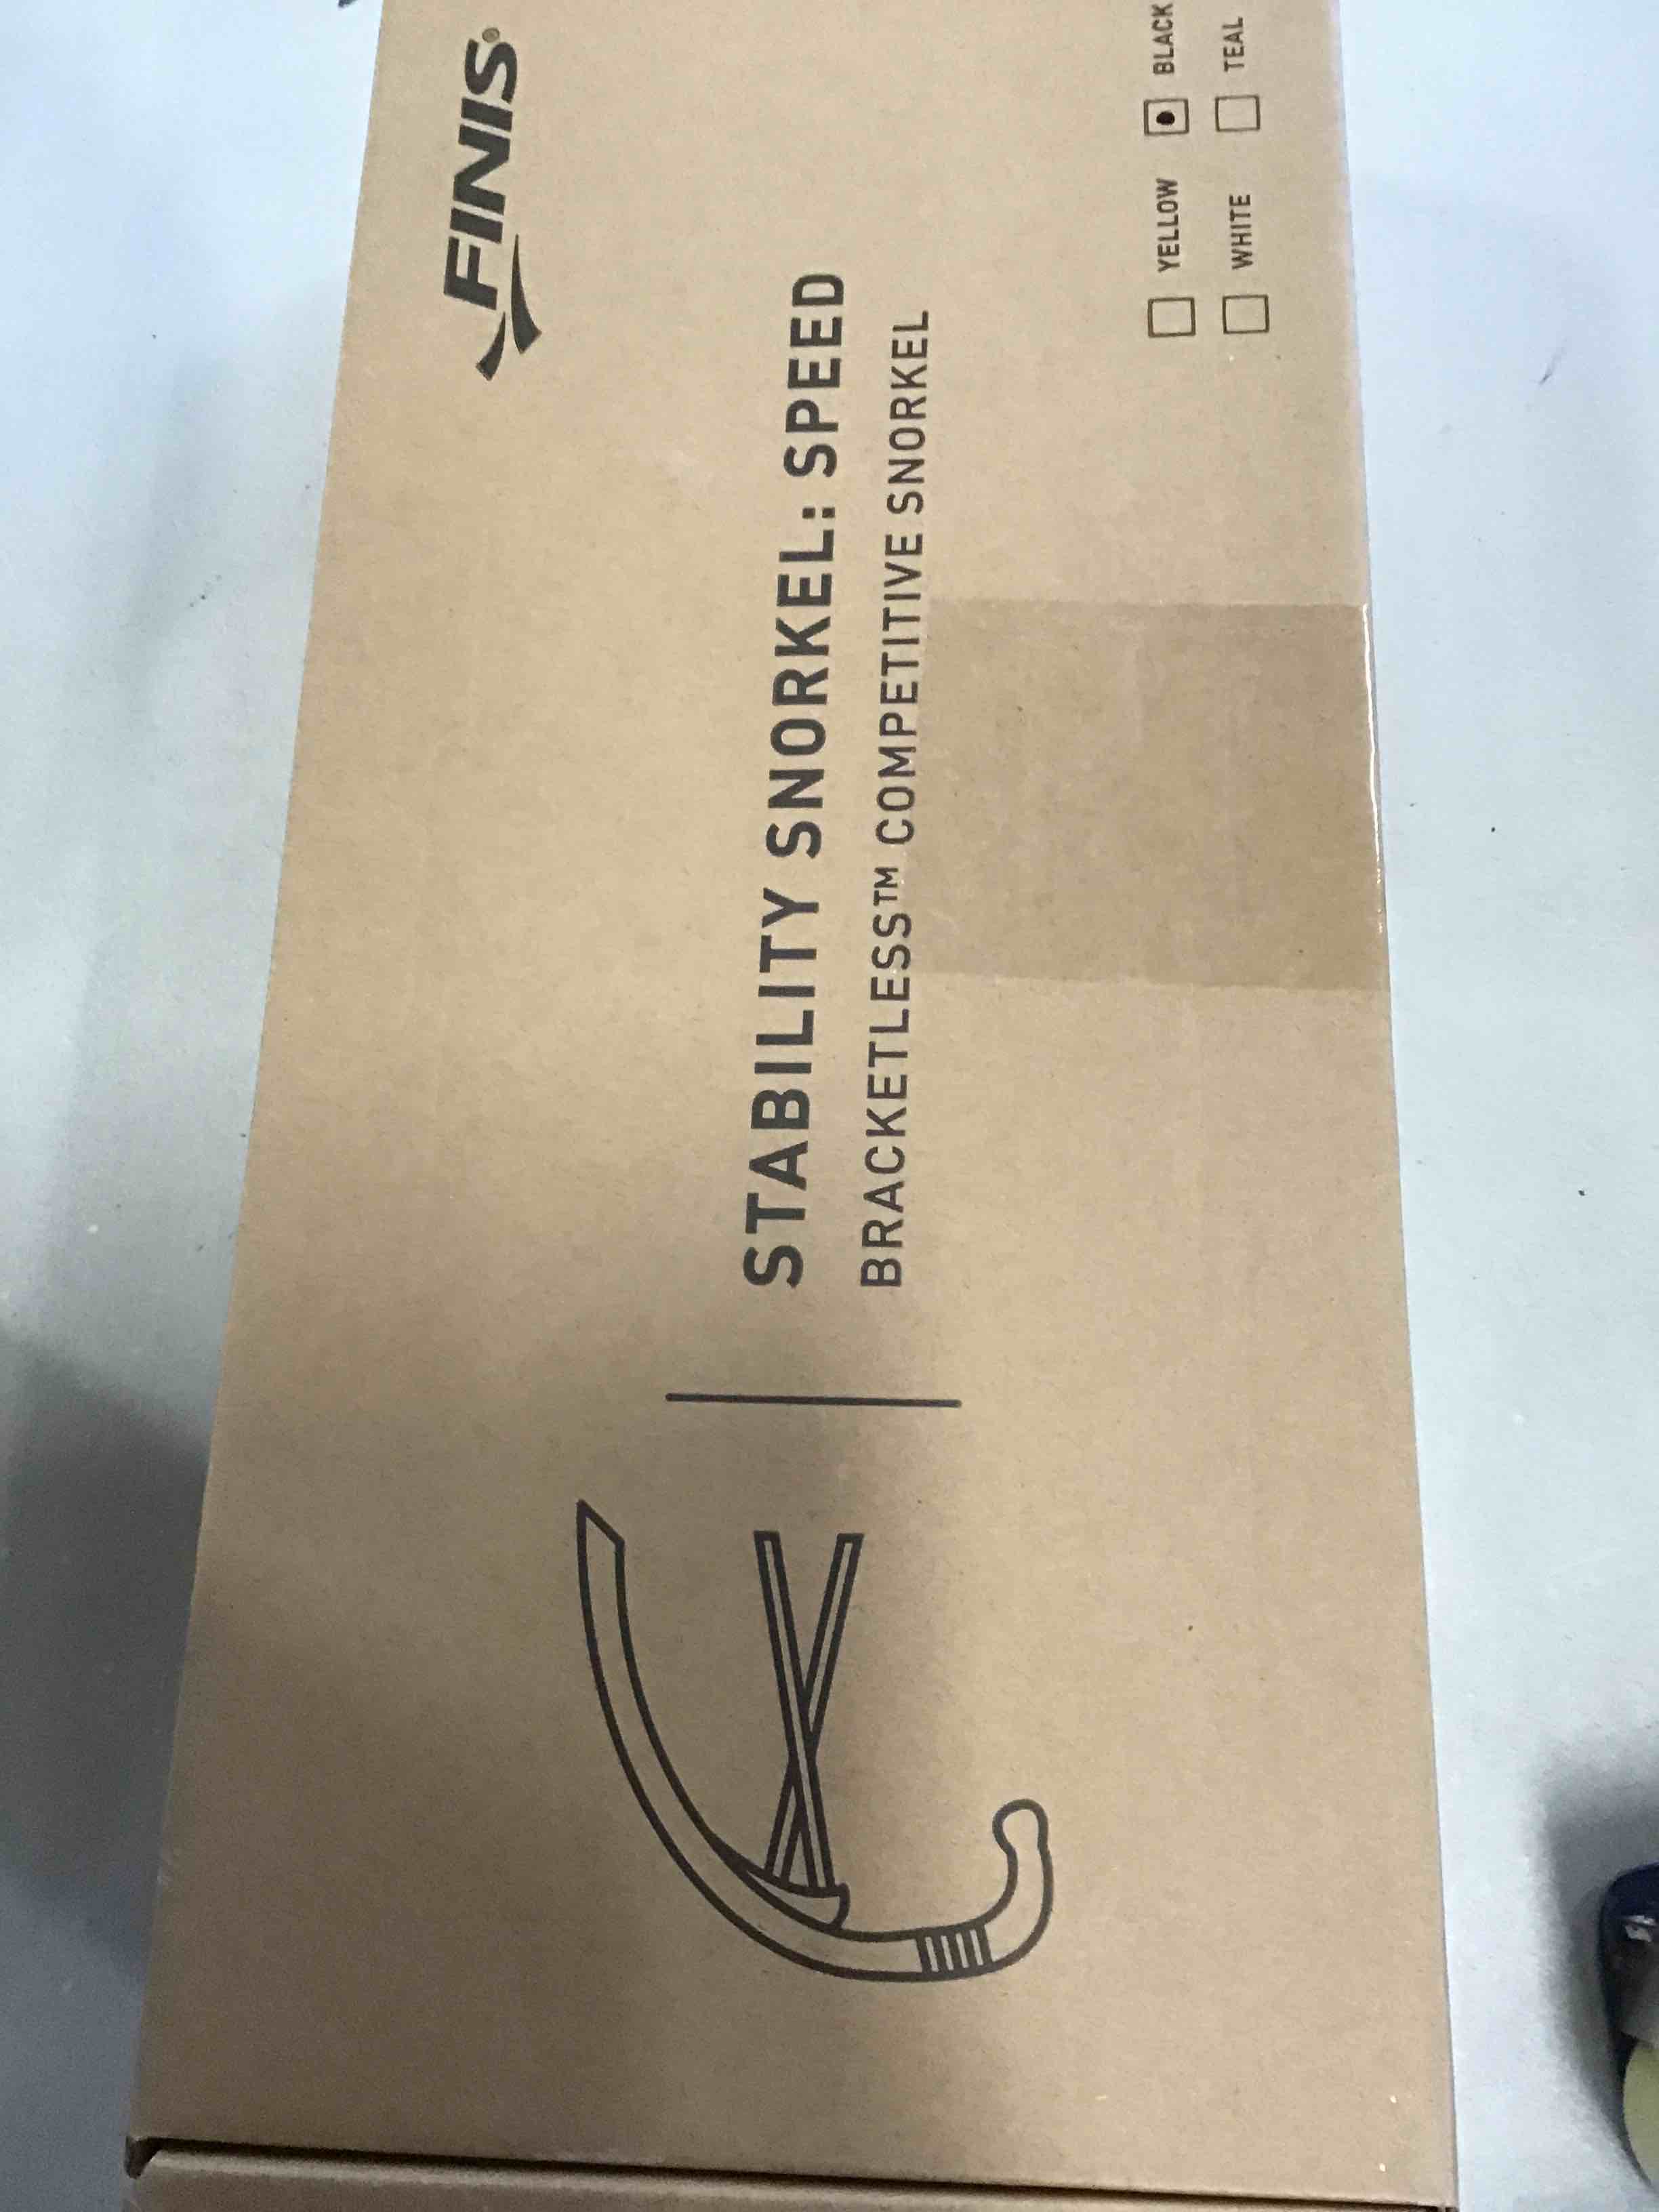 FINIS®
STABILITY SNORKEL: SPEED
BRACKETLESS™ COMPETITIVE SNORKEL
YELLOW BLACK
WHITE TEAL